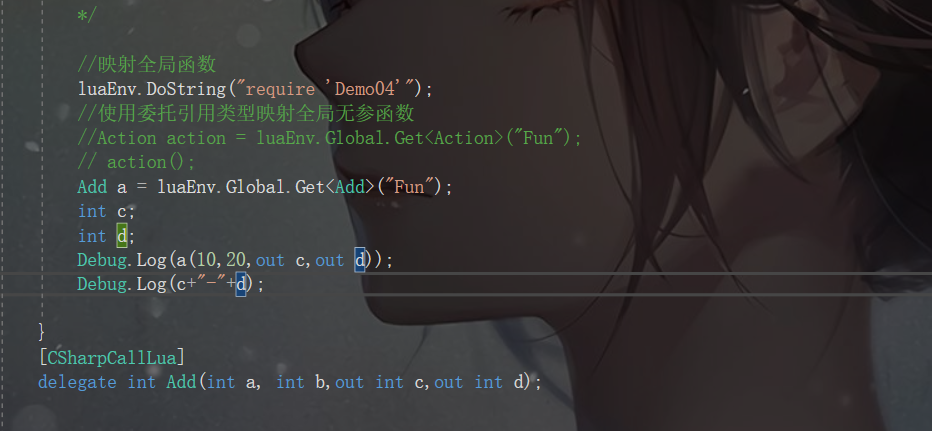 */
//映射全局函数
luaEnv.DoString("require 'Demo04'");
//使用委托引用类型映射全局无参函数
//Action action = luaEnv.Global.Get<Action>("Fun");
// action();
Add a = luaEnv.Global.Get<Add>("Fun");
int c;
int d;
Debug.Log(a(10,20,out c,out d));
Debug.Log(c+"-"+d);
}
[CSharpCallLua]
delegate int Add(int a, int b,out int c,out int d);